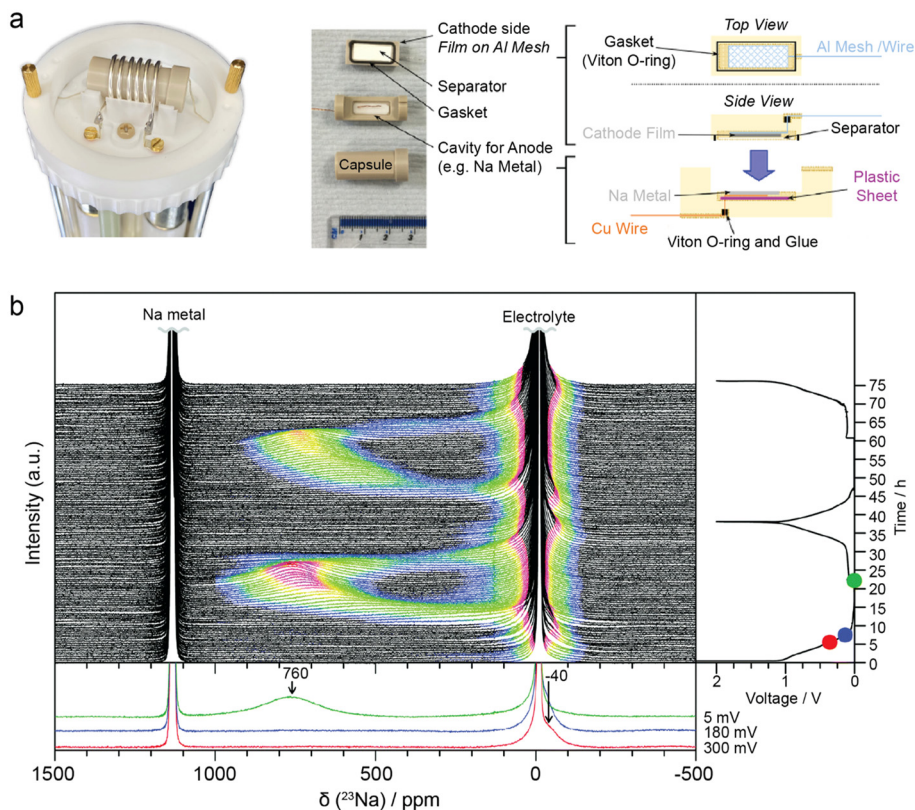 a
Cathode side
Film on Al Mesh
Separator
Gasket
Cavity for Anode
(e.g. Na Metal)
Capsule
1
2
3
Top View
Gasket
(Viton O-ring)
Al Mesh /Wire
Side View
Cathode Film
Separator
Na Metal
Plastic
Sheet
Cu Wire
Viton O-ring and Glue
b
Na metal
Electrolyte
Intensity (a.u.)
75
70
65
60
55
50
45
40
35
30
25
20
15
10
5
0
Time / h
2
1
0
Voltage / V
760
-40
5 mV
180 mV
300 mV
1500
1000
500
0
-500
δ (²³Na) / ppm